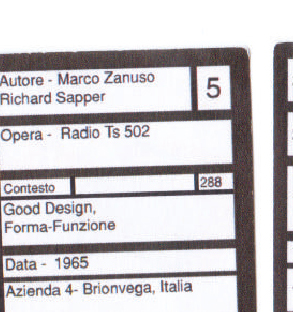 Autore - Marco Zanuso
Richard Sapper
5
Opera - Radio Ts 502
Contesto
288
Good Design,
Forma-Funzione
Data - 1965
Azienda 4- Brionvega, Italia